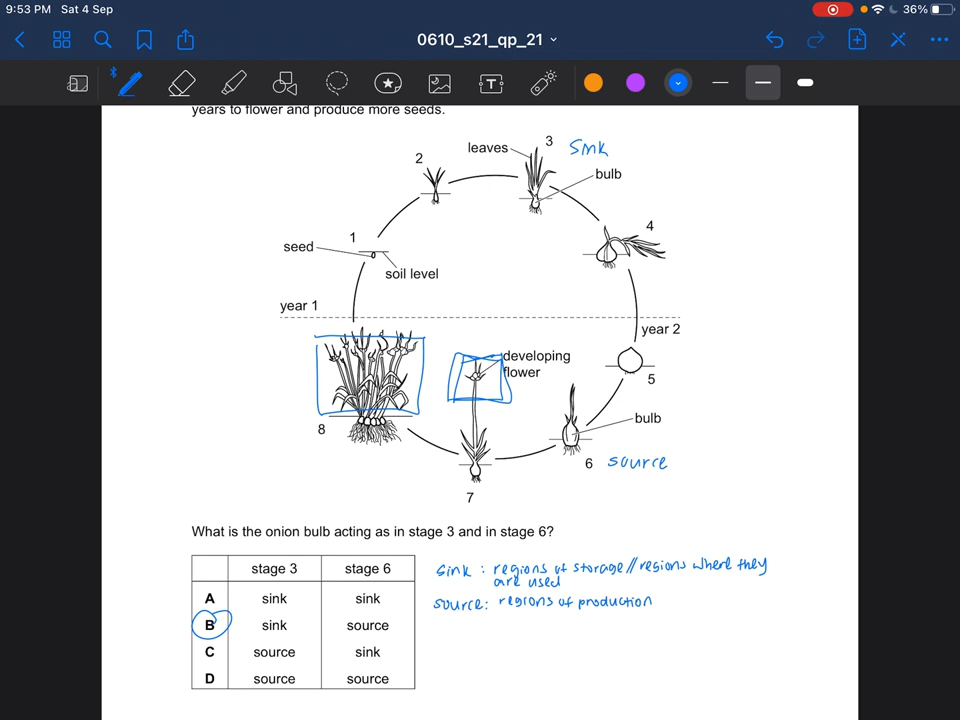 9:53 PM Sat 4 Sep
36%
0610_s21_qp_21
T
years to flower and produce more seeds.
leaves
3
sink
2
bulb
4
1
seed
soil level
year 1
year 2
developing
flower
5
bulb
8
6
source
7
What is the onion bulb acting as in stage 3 and in stage 6?
stage 3 stage 6
A sink sink
B sink source
C source sink
D source source
sink : regions of storage // regions where they
are used
source: regions of production